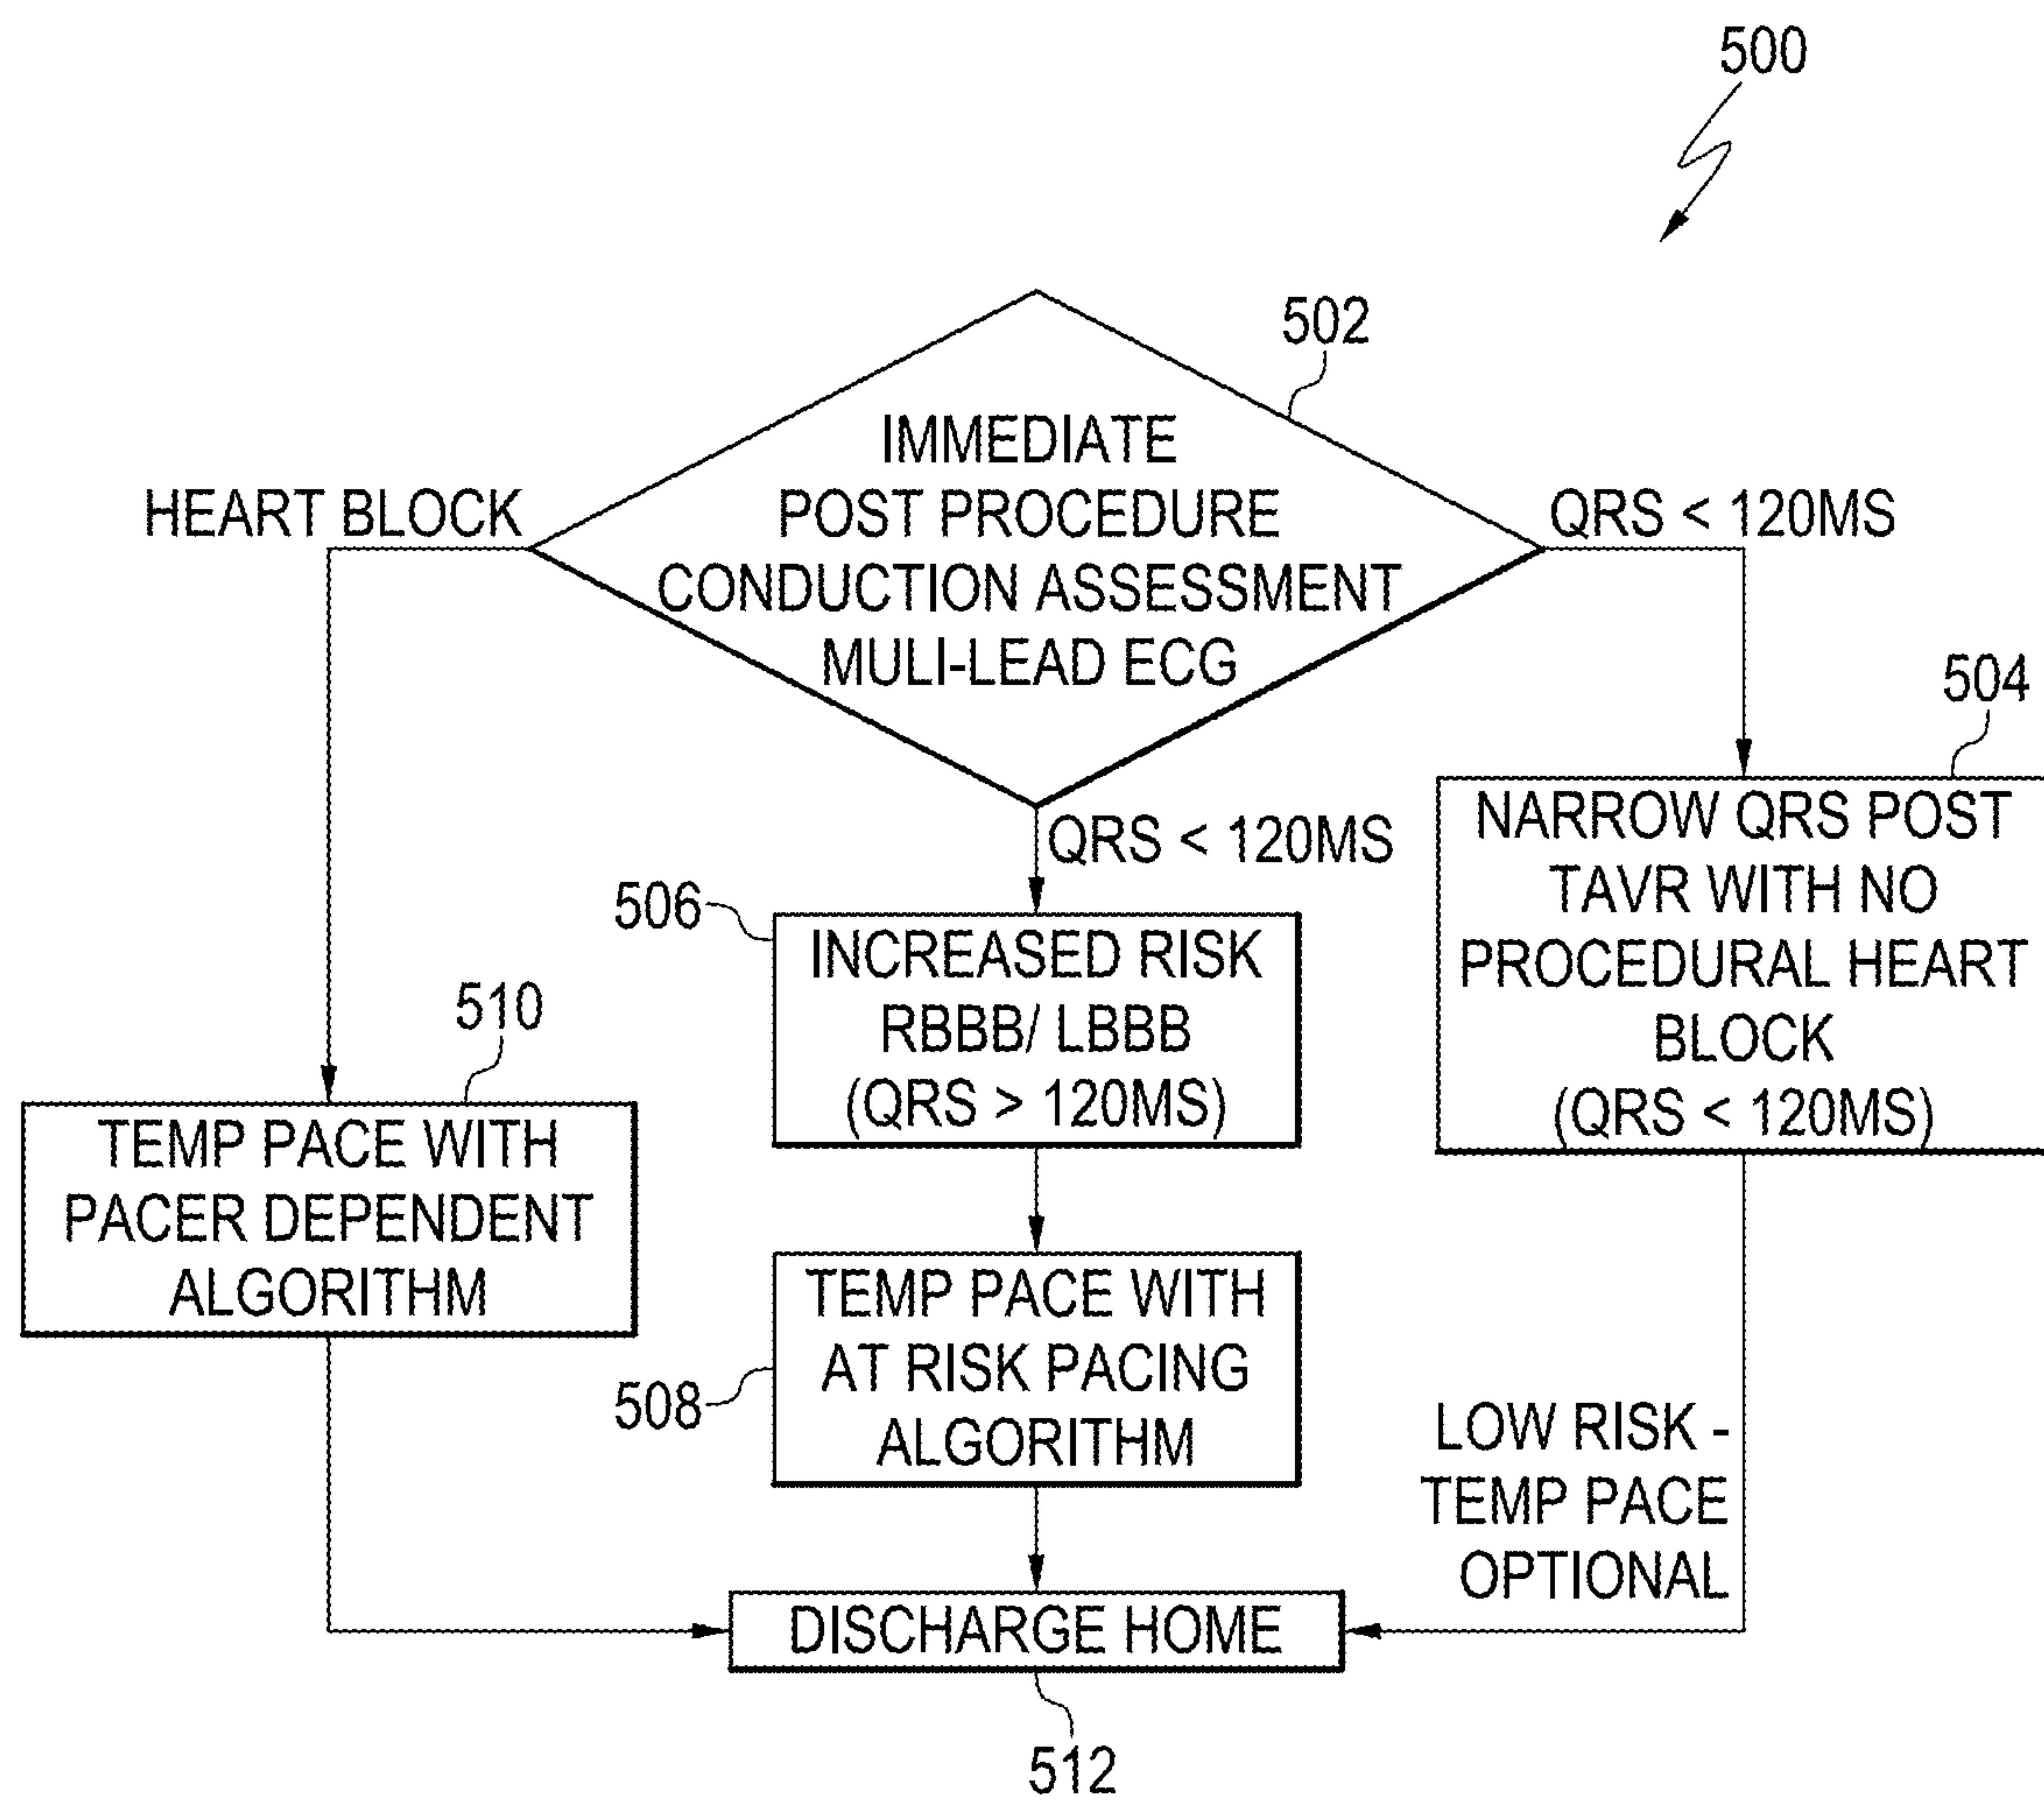 500
502
IMMEDIATE
POST PROCEDURE
CONDUCTION ASSESSMENT
MULI-LEAD ECG
HEART BLOCK
QRS < 120MS
504
NARROW QRS POST
TAVR WITH NO
PROCEDURAL HEART
BLOCK
(QRS < 120MS)
QRS < 120MS
506
INCREASED RISK
RBBB/ LBBB
(QRS > 120MS)
510
TEMP PACE WITH
PACER DEPENDENT
ALGORITHM
TEMP PACE WITH
AT RISK PACING
ALGORITHM
508
LOW RISK -
TEMP PACE
OPTIONAL
DISCHARGE HOME
512